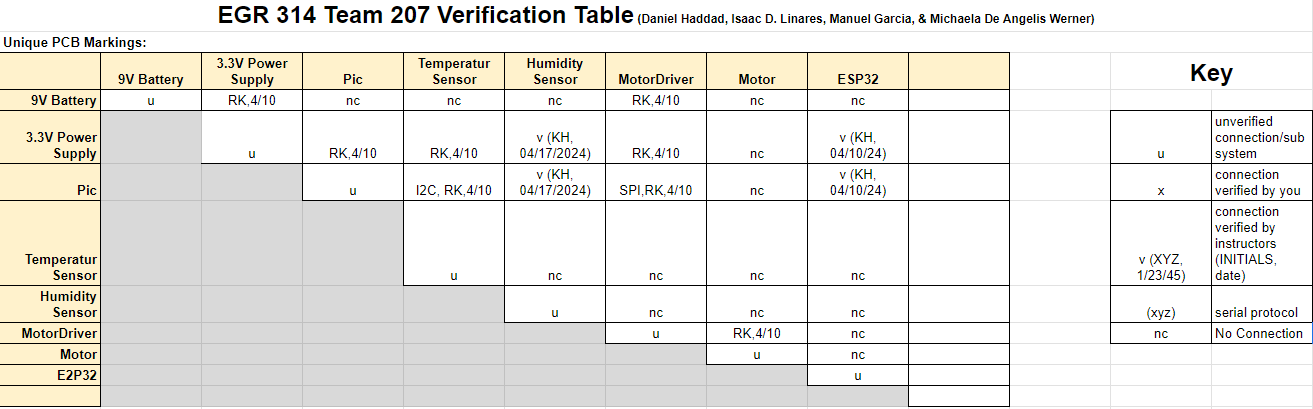 EGR 314 Team 207 Verification Table (Daniel Haddad, Isaac D. Linares, Manuel Garcia, & Michaela De Angelis Werner)
Unique PCB Markings:
9V Battery
3.3V Power
Supply
Pic
Temperatur
Sensor
Humidity
Sensor
MotorDriver
Motor
ESP32
Key
9V Battery u RK,4/10 nc nc nc RK,4/10 nc nc
3.3V Power
Supply
u
RK,4/10
RK,4/10
v (KH,
04/17/2024)
RK,4/10
nc
v (KH,
04/10/24)
u
unverified
connection/sub
system
Pic
u
I2C, RK,4/10
v (KH,
04/17/2024)
SPI,RK,4/10
nc
v (KH,
04/10/24)
x
connection
verified by you
Temperatur
Sensor
u nc nc nc nc
v (XYZ,
1/23/45)
connection
verified by
instructors
(INITIALS,
date)
Humidity
Sensor
u nc nc nc
(xyz) serial protocol
MotorDriver u RK,4/10 nc
nc No Connection
Motor u nc
E2P32 u